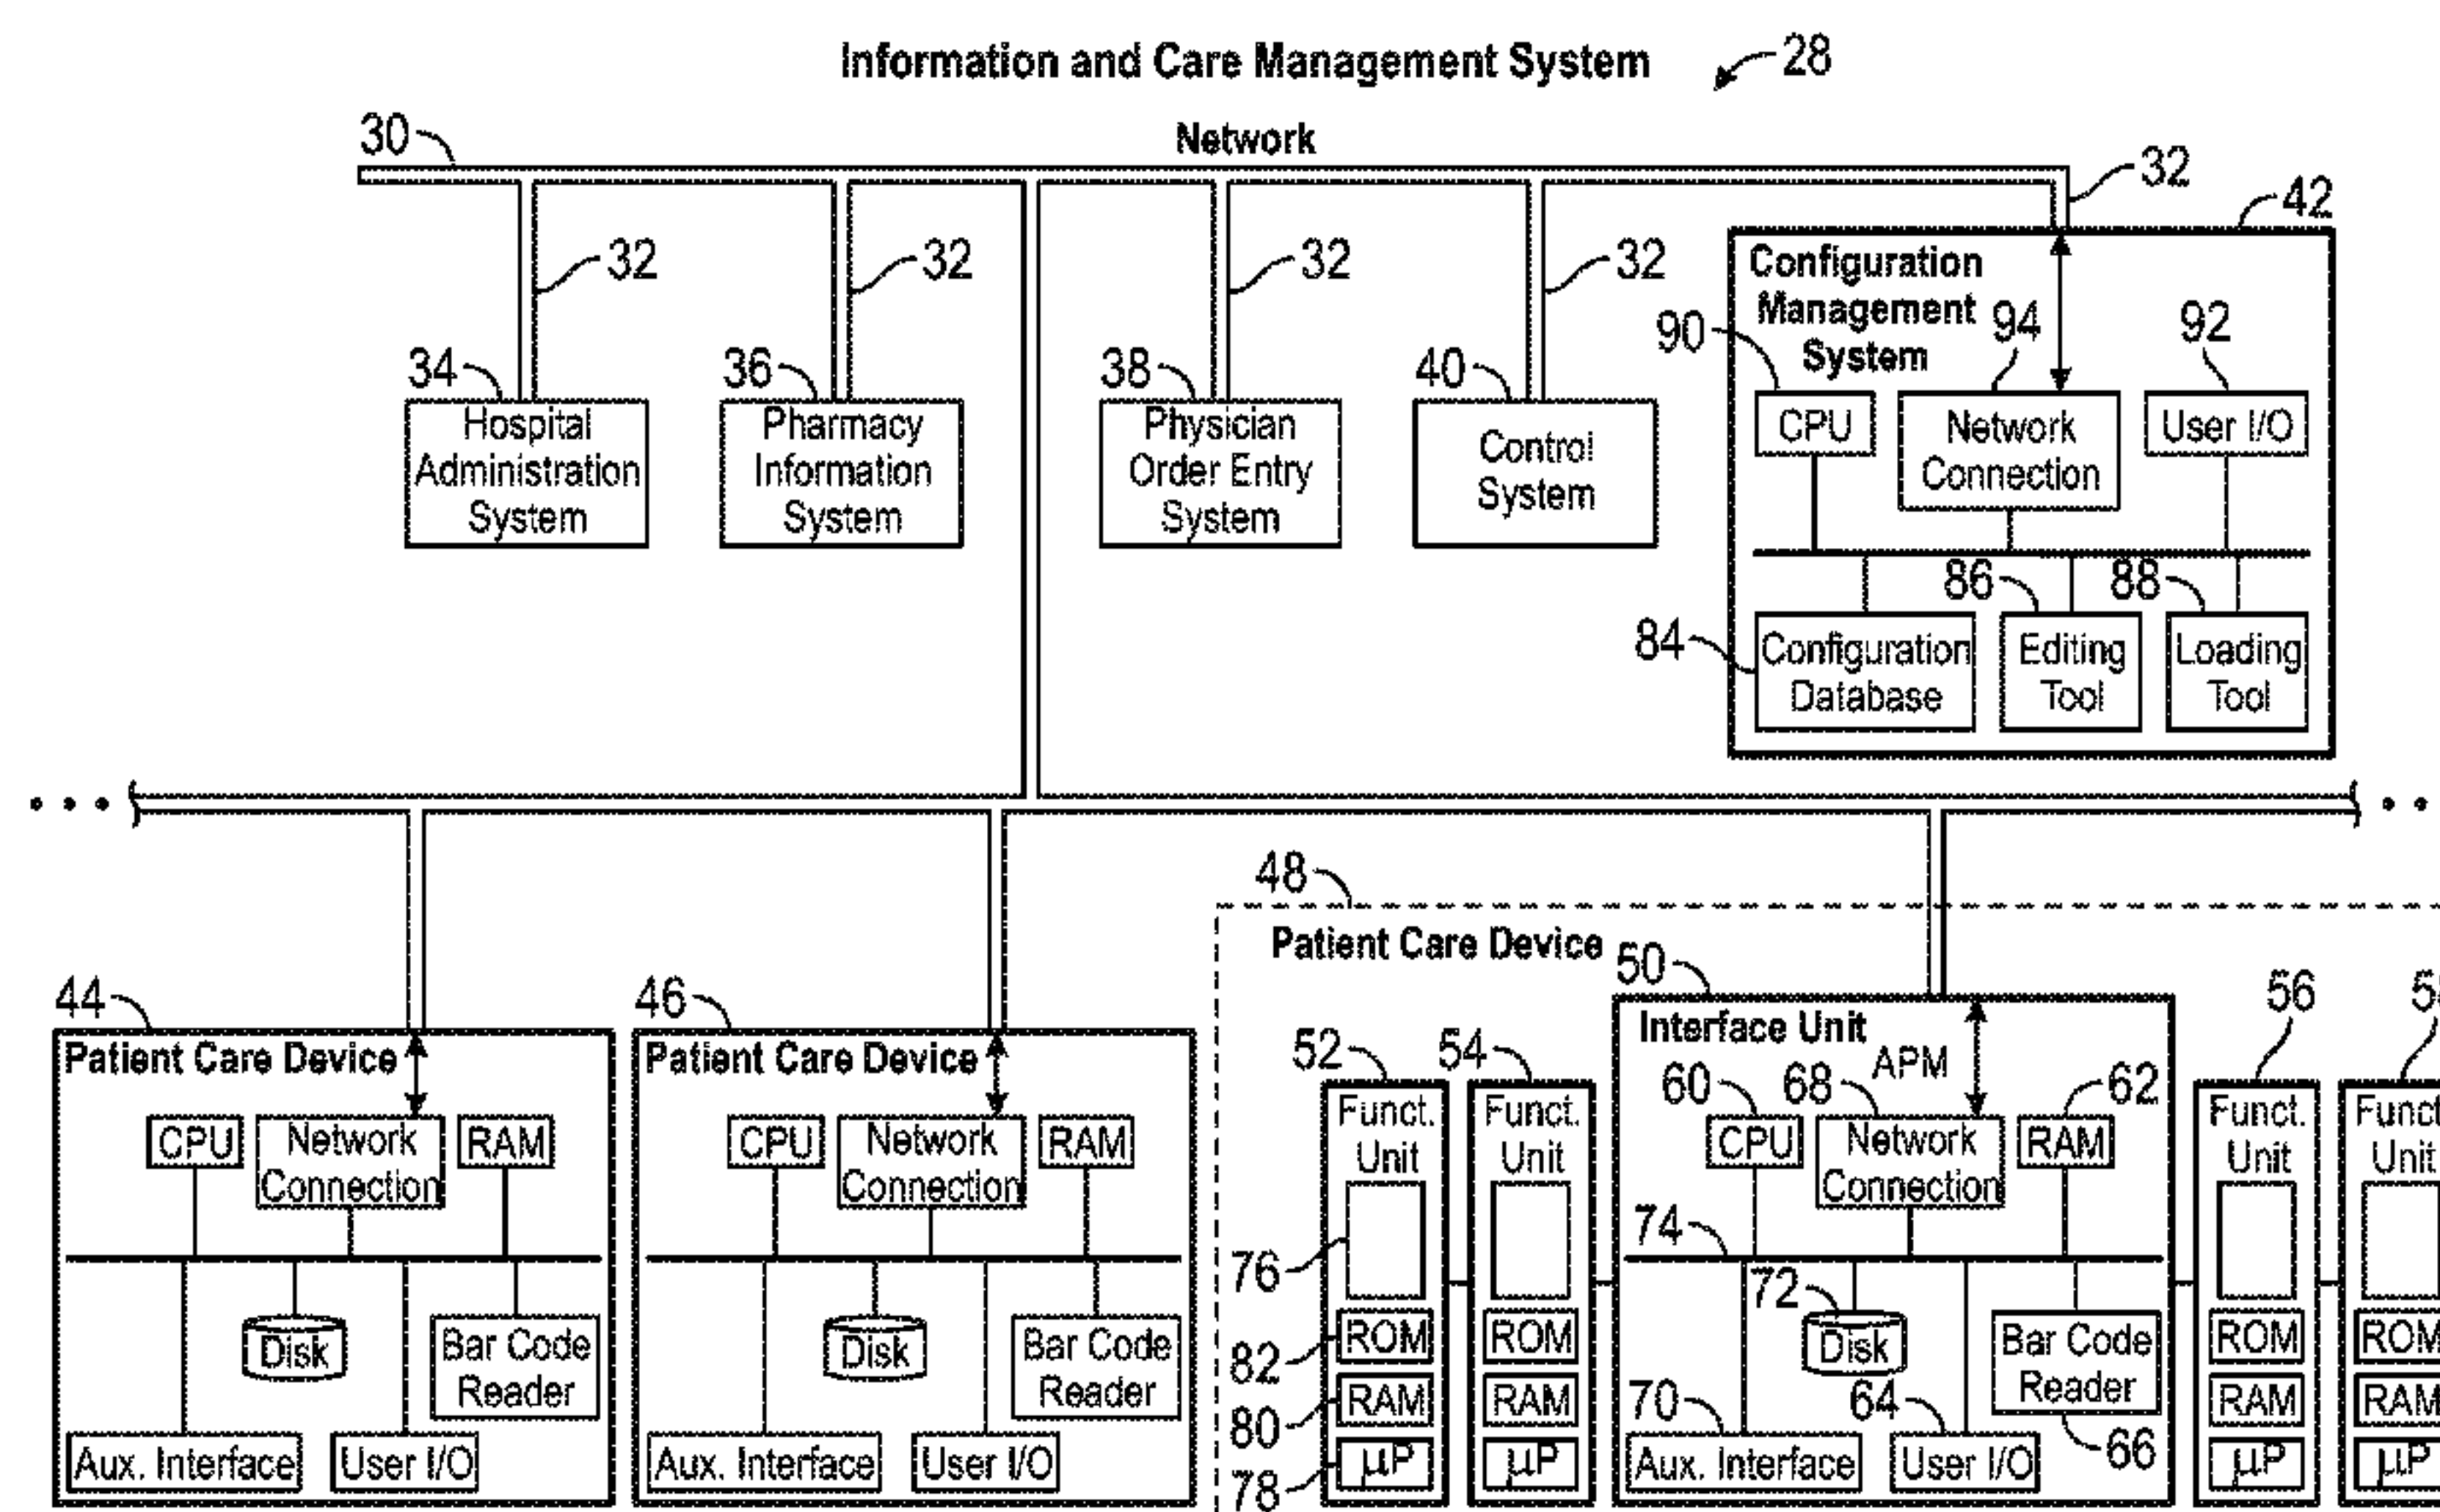 Information and Care Management System
28
30
Network
32
42
32
32
32
32
Configuration
Management
System
90
94
92
34
36
38
40
Hospital
Administration
System
Pharmacy
Information
System
Physician
Order Entry
System
Control
System
CPU
Network
Connection
User I/O
86
88
84
Configuration
Database
Editing
Tool
Loading
Tool
48
Patient Care Device
44
Patient Care Device
CPU
Network
Connection
RAM
Disk
Bar Code
Reader
Aux. Interface
User I/O
46
Patient Care Device
CPU
Network
Connection
RAM
Disk
Bar Code
Reader
Aux. Interface
User I/O
52
Funct.
Unit
76
ROM
82
RAM
80
µP
78
54
Funct.
Unit
ROM
RAM
µP
50
Interface Unit
APM
60
68
62
CPU
Network
Connection
RAM
74
72
Disk
Bar Code
Reader
66
70
64
Aux. Interface
User I/O
56
Funct.
Unit
ROM
RAM
µP
Funct
Unit
ROM
RAM
µP